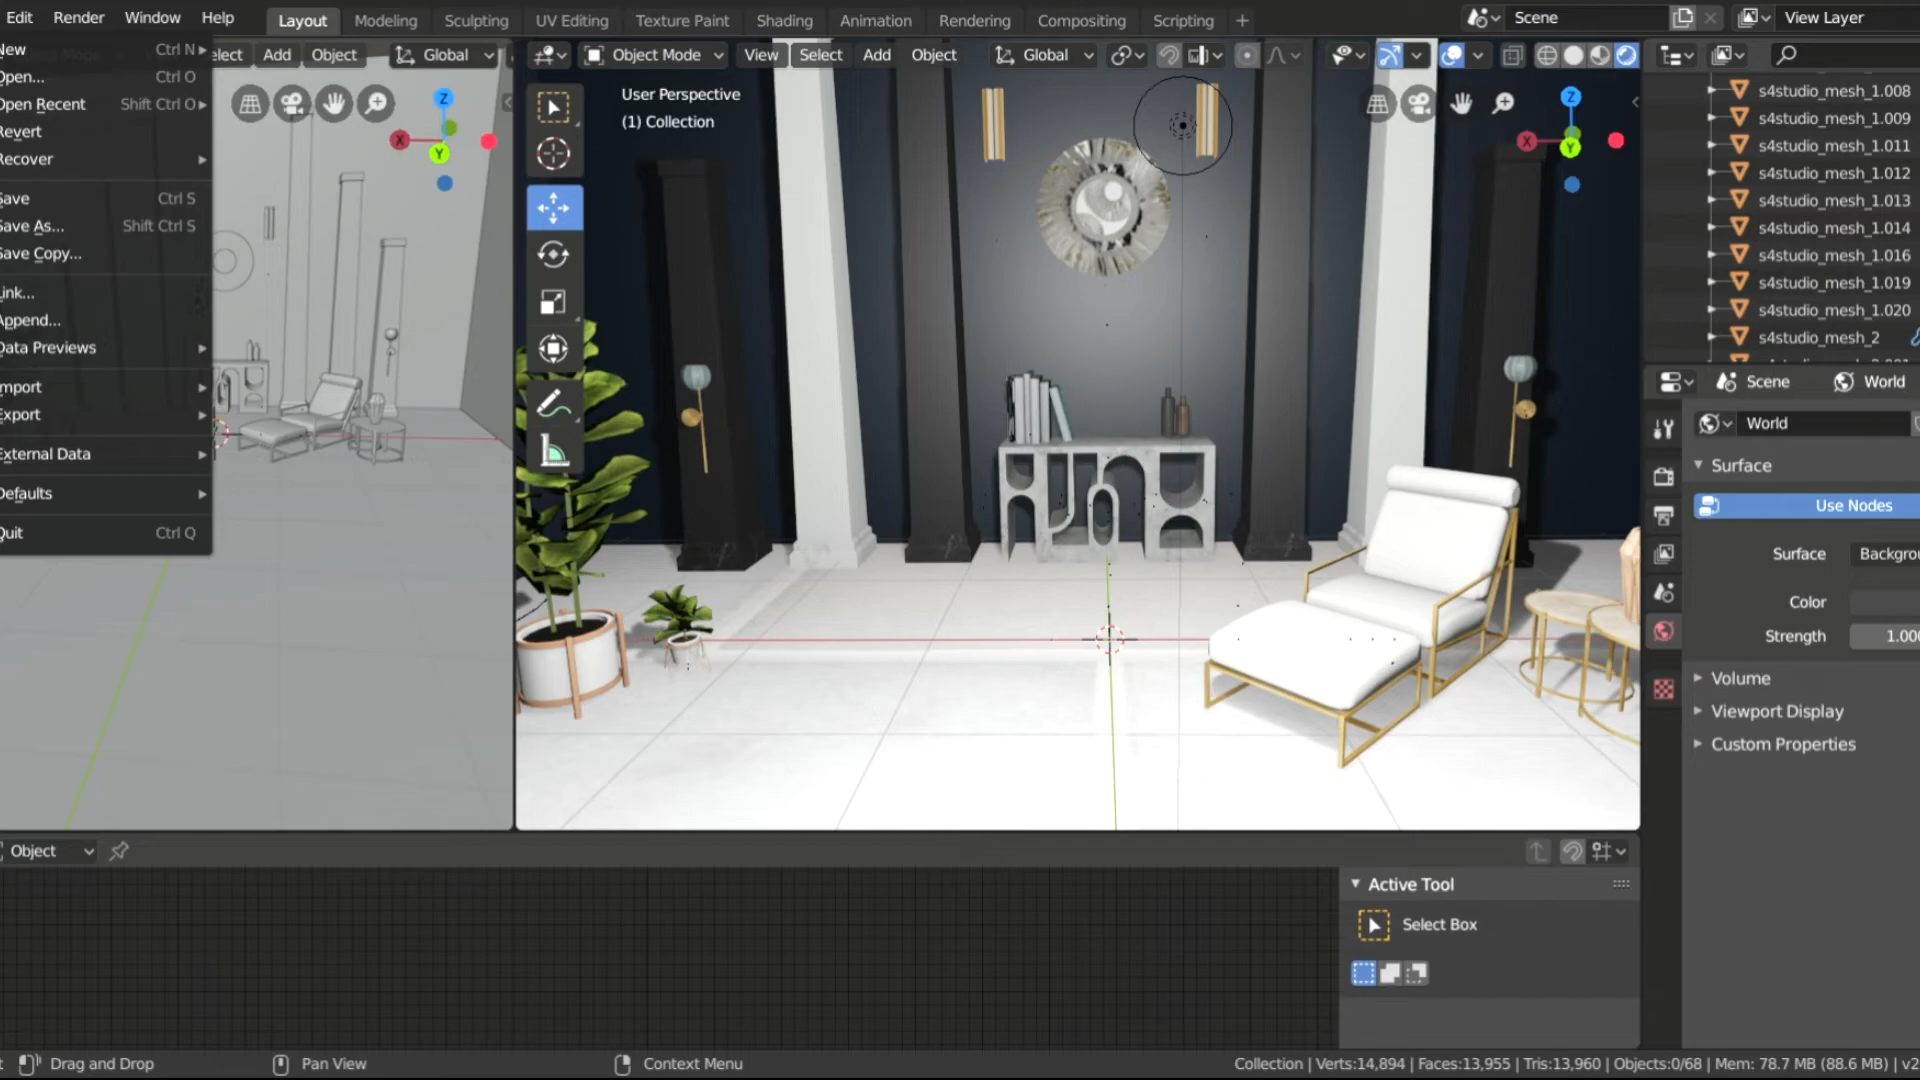 Edit Render Window Help Layout Modeling Sculpting UV Editing Texture Paint Shading Animation Rendering Compositing Scripting + Scene View Layer
New Ctrl N
elect Add Object Global
Object Mode View Select Add Object Global
Open... Ctrl O
Open Recent Shift Ctrl O
Revert
Recover
Save Ctrl S
Save As... Shift Ctrl S
Save Copy...
Link...
Append...
Data Previews
Import
Export
External Data
Defaults
Quit Ctrl Q
X Y Z
User Perspective
(1) Collection
X Y Z
s4studio_mesh_1.008
s4studio_mesh_1.009
s4studio_mesh_1.011
s4studio_mesh_1.012
s4studio_mesh_1.013
s4studio_mesh_1.014
s4studio_mesh_1.016
s4studio_mesh_1.019
s4studio_mesh_1.020
s4studio_mesh_2
Scene World
World
Surface
Use Nodes
Surface Backgrou
Color
Strength 1.00
Volume
Viewport Display
Custom Properties
Object
Active Tool
Select Box
Drag and Drop Pan View Context Menu Collection | Verts:14,894 | Faces:13,955 | Tris:13,960 | Objects:0/68 | Mem: 78.7 MB (88.6 MB) | v2